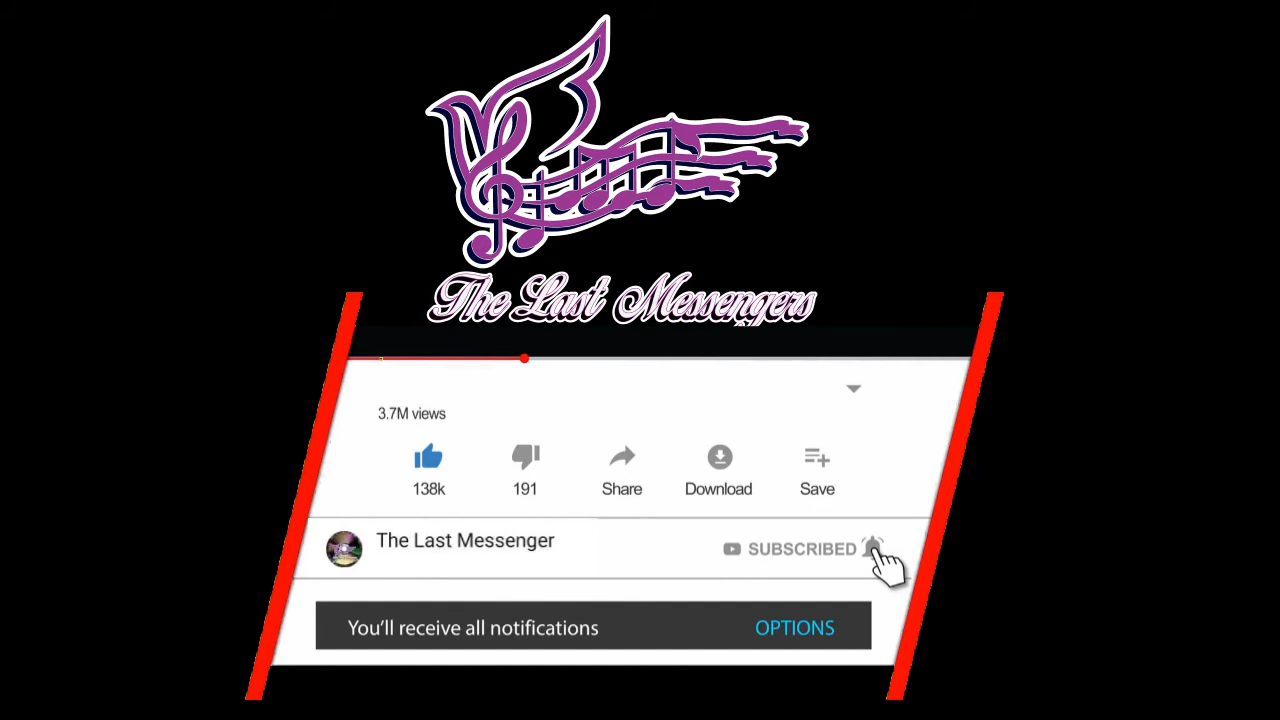 The Last Messengers
3.7M views
138k
191
Share
Download
Save
The Last Messenger
SUBSCRIBED
You’ll receive all notifications
OPTIONS